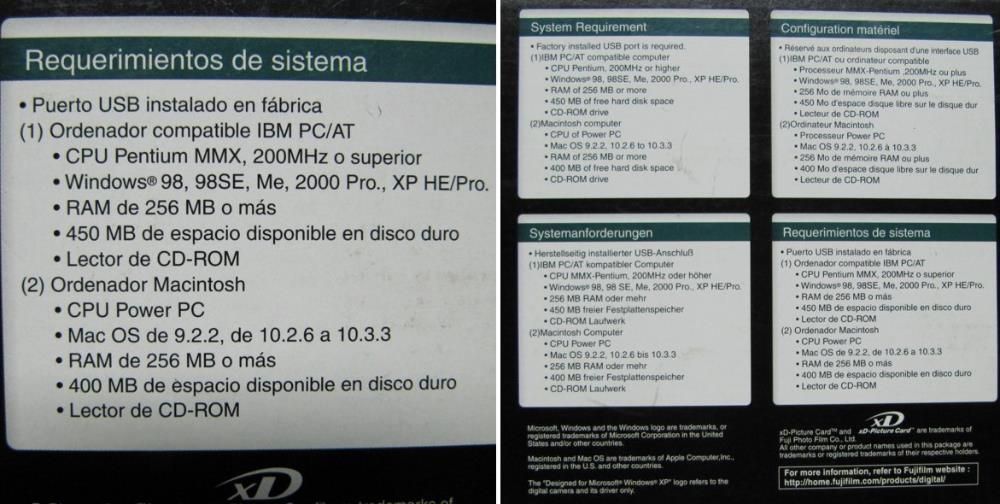 Requerimientos de sistema
• Puerto USB instalado en fábrica
(1) Ordenador compatible IBM PC/AT
• CPU Pentium MMX, 200MHz o superior
• Windows® 98, 98SE, Me, 2000 Pro., XP HE/Pro.
• RAM de 256 MB o más
• 450 MB de espacio disponible en disco duro
• Lector de CD-ROM
(2) Ordenador Macintosh
• CPU Power PC
• Mac OS de 9.2.2, de 10.2.6 a 10.3.3
• RAM de 256 MB o más
• 400 MB de espacio disponible en disco duro
• Lector de CD-ROM
xD
System Requirement
• Factory installed USB port is required.
(1)IBM PC/AT compatible computer
• CPU Pentium, 200MHz or higher
• Windows® 98, 98SE, Me, 2000 Pro., XP HE/Pro.
• RAM of 256 MB or more
• 450 MB of free hard disk space
• CD-ROM drive
(2)Macintosh computer
• CPU of Power PC
• Mac OS 9.2.2, 10.2.6 to 10.3.3
• RAM of 256 MB or more
• 400 MB of free hard disk space
• CD-ROM drive
Configuration matériel
• Réservé aux ordinateurs disposant d'une interface USB
(1)IBM PC/AT ou ordinateur compatible
• Processeur MMX-Pentium ,200MHz ou plus
• Windows® 98, 98SE, Me, 2000 Pro., XP HE/Pro.
• 256 Mo de mémoire RAM ou plus
• 450 Mo d'espace disque libre sur le disque dur
• Lecteur de CD-ROM
(2)Ordinateur Macintosh
• Processeur Power PC
• Mac OS 9.2.2, 10.2.6 à 10.3.3
• 256 Mo de mémoire RAM ou plus
• 400 Mo d'espace disque libre sur le disque dur
• Lecteur de CD-ROM
Systemanforderungen
• Herstellseitig installierter USB-Anschluß
(1)IBM PC/AT kompatibler Computer
• CPU MMX-Pentium, 200MHz oder höher
• Windows® 98, 98 SE, Me, 2000 Pro., XP HE/Pro.
• 256 MB RAM oder mehr
• 450 MB freier Festplattenspeicher
• CD-ROM Laufwerk
(2)Macintosh Computer
• CPU Power PC
• Mac OS 9.2.2, 10.2.6 bis 10.3.3
• 256 MB RAM oder mehr
• 400 MB freier Festplattenspeicher
• CD-ROM Laufwerk
Requerimientos de sistema
• Puerto USB instalado en fábrica
(1) Ordenador compatible IBM PC/AT
• CPU Pentium MMX, 200MHz o superior
• Windows® 98, 98SE, Me, 2000 Pro., XP HE/Pro.
• RAM de 256 MB o más
• 450 MB de espacio disponible en disco duro
• Lector de CD-ROM
(2) Ordenador Macintosh
• CPU Power PC
• Mac OS de 9.2.2, de 10.2.6 a 10.3.3
• RAM de 256 MB o más
• 400 MB de espacio disponible en disco duro
• Lector de CD-ROM
Microsoft, Windows and the Windows logo are trademarks, or
registered trademarks of Microsoft Corporation in the United
States and/or other countries.
Macintosh and Mac OS are trademarks of Apple Computer,Inc.,
registered in the U.S. and other countries.
The "Designed for Microsoft® Windows® XP" logo refers to the
digital camera and its driver only.
xD
xD-Picture Card™ and xD-Picture Card™ are trademarks of
Fuji Photo Film Co., Ltd.
All other company or product names used in this package are
trademarks or registered trademarks of their respective holders.
For more information, refer to Fujifilm website :
http://home.fujifilm.com/products/digital/